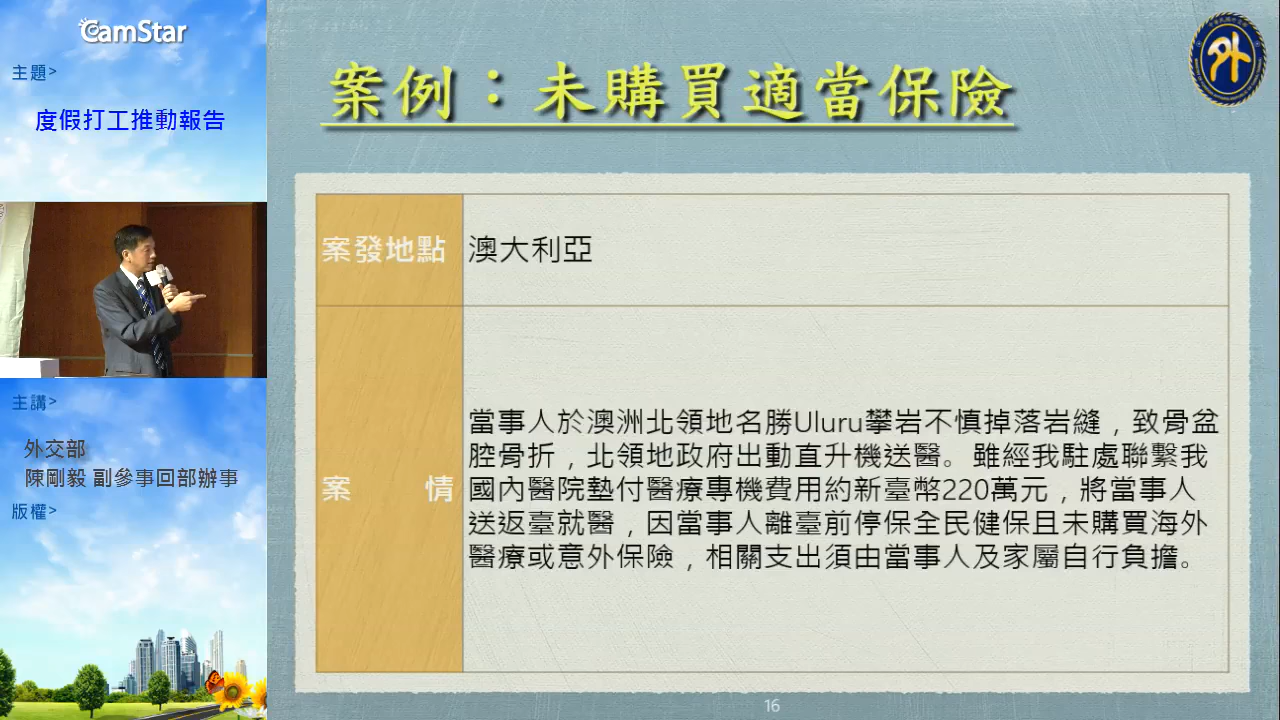 CamStar
主題>
度假打工推動報告
主講>
外交部
陳剛毅 副參事回部辦事
版權>
案例：未購買適當保險
外
案發地點
澳大利亞
案情
當事人於澳洲北領地名勝Uluru攀岩不慎掉落岩縫，致骨盆
腔骨折，北領地政府出動直升機送醫。雖經我駐處聯繫我
國內醫院墊付醫療專機費用約新臺幣220萬元，將當事人
送返臺就醫，因當事人離臺前停保全民健保且未購買海外
醫療或意外保險，相關支出須由當事人及家屬自行負擔。
16